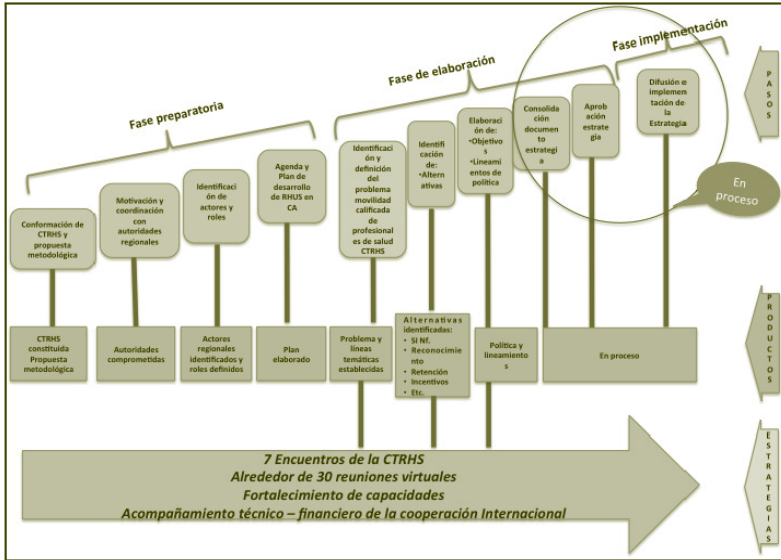 Fase preparatoria
Fase de elaboración
Fase implementación
Conformación de
CTRHS y
propuesta
metodológica
Motivación y
coordinación con
autoridades
regionales
Identificación
de actores y
roles
Agenda y
Plan de
desarrollo
de RHUS en
CA
Identificaci
ón y
definición
del
problema
movilidad
calificada de
profesional
es de salud
CTRHS
Identifi
cación
de:
•Altern
ativas
Elaboraci
ón de:
•Objetivo
s
•Lineami
entos de
política
Consolida
ción
documen
to
estrategi
a
Aprob
ación
estrate
gia
Difusión e
implemen
tación de
la
Estrategia
PASOS
En
proceso
CTRHS
constituida
Propuesta
metodológica
Autoridades
comprometidas
Actores
regionales
identificados y
roles definidos
Plan
elaborado
Problema y
líneas
temáticas
establecidas
Alternativas
identificadas:
• SI Nf.
• Reconocimie
nto
• Retención
• Incentivos
• Etc.
Política y
lineamiento
s
En proceso
PRODUCTOS
7 Encuentros de la CTRHS
Alrededor de 30 reuniones virtuales
Fortalecimiento de capacidades
Acompañamiento técnico – financiero de la cooperación Internacional
ESTRATEGIAS